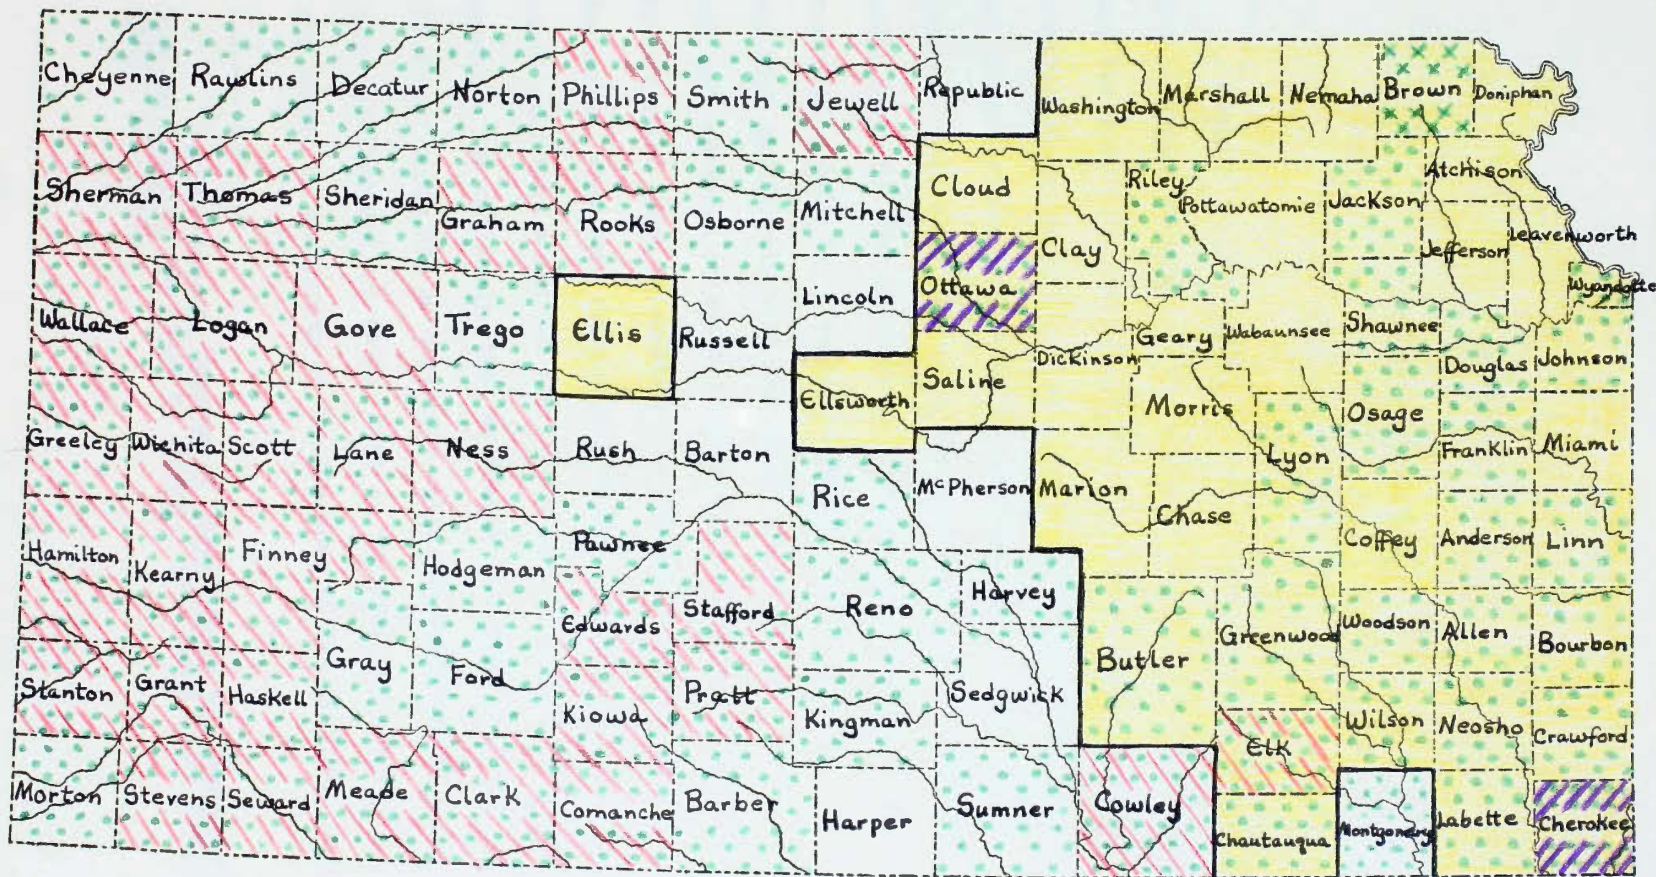 Cheyenne
Rawlins
Decatur
Norton
Phillips
Smith
Jewell
Republic
Washington
Marshall
Nemaha
Brown
Doniphan
Sherman
Thomas
Sheridan
Graham
Rooks
Osborne
Mitchell
Cloud
Clay
Riley
Pottawatomie
Jackson
Atchison
Jefferson
Leavenworth
Wyandotte
Wallace
Logan
Gove
Trego
Ellis
Russell
Lincoln
Ottawa
Saline
Dickinson
Geary
Wabaunsee
Shawnee
Douglas
Johnson
Greeley
Wichita
Scott
Lane
Ness
Rush
Barton
Ellsworth
Rice
McPherson
Marion
Morris
Chase
Lyon
Osage
Franklin
Miami
Hamilton
Kearny
Finney
Hodgeman
Pawnee
Edwards
Stafford
Reno
Harvey
Butler
Greenwood
Coffey
Anderson
Linn
Woodson
Allen
Bourbon
Stanton
Grant
Haskell
Gray
Ford
Kiowa
Pratt
Kingman
Sedgwick
Elk
Wilson
Neosho
Crawford
Morton
Stevens
Seward
Meade
Clark
Comanche
Barber
Harper
Sumner
Cowley
Chautauqua
Montgomery
Labette
Cherokee